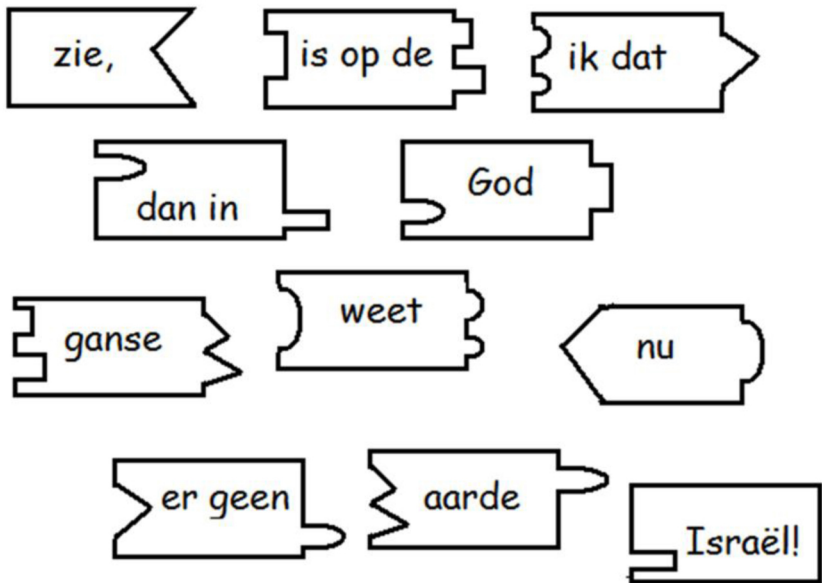 zie,
is op de
ik dat
dan in
God
ganse
weet
nu
er geen
aarde
Israël!